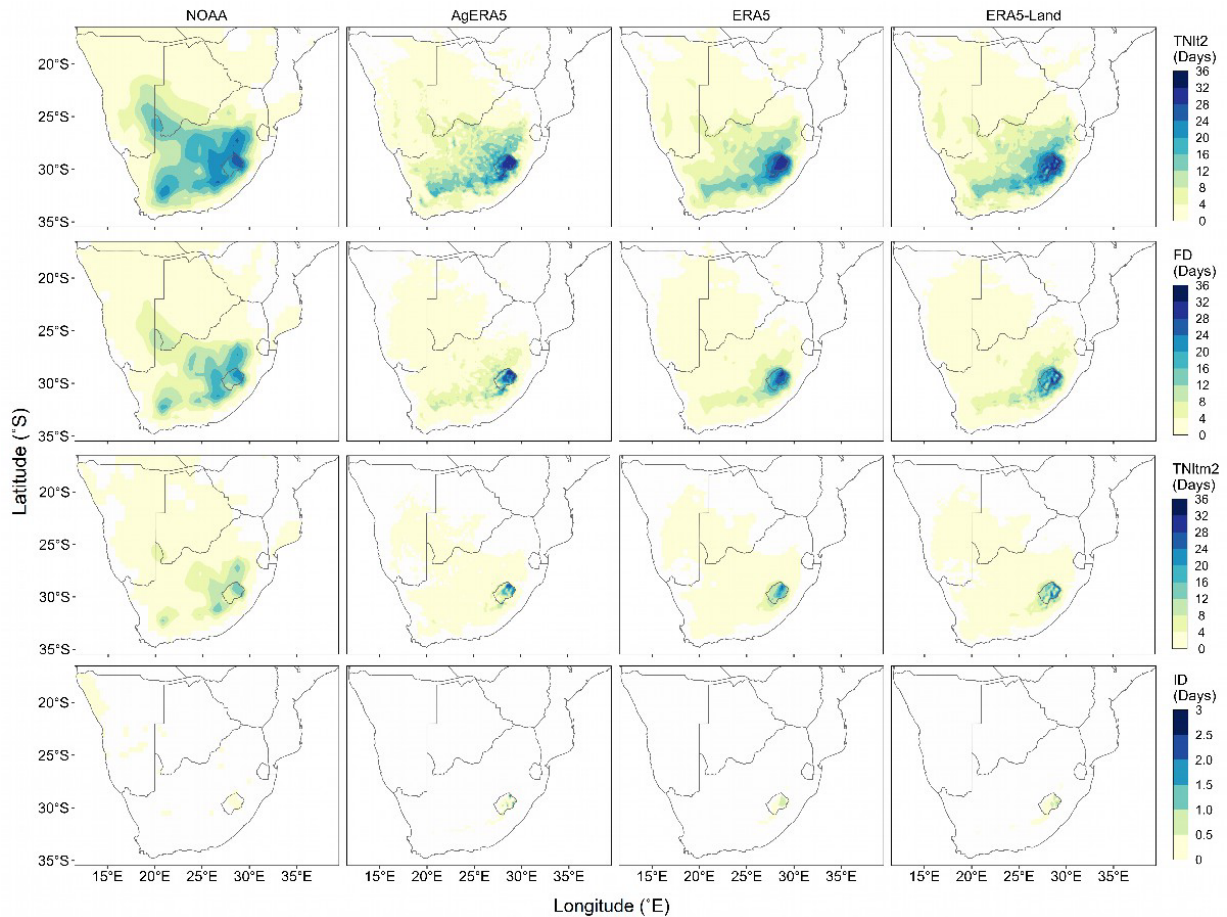 NOAA AgERA5 ERA5 ERA5-Land
TNlt2
(Days)
36
32
28
24
20
16
12
8
4
0
20°S
25°S
30°S
35°S
FD
(Days)
36
32
28
24
20
16
12
8
4
0
20°S
25°S
30°S
35°S
Latitude (°S)
TNltm2
(Days)
36
32
28
24
20
16
12
8
4
0
20°S
25°S
30°S
35°S
ID
(Days)
3
2.5
2.0
1.5
1.0
0.5
0
20°S
25°S
30°S
35°S
15°E 20°E 25°E 30°E 35°E 15°E 20°E 25°E 30°E 35°E 15°E 20°E 25°E 30°E 35°E 15°E 20°E 25°E 30°E 35°E
Longitude (°E)